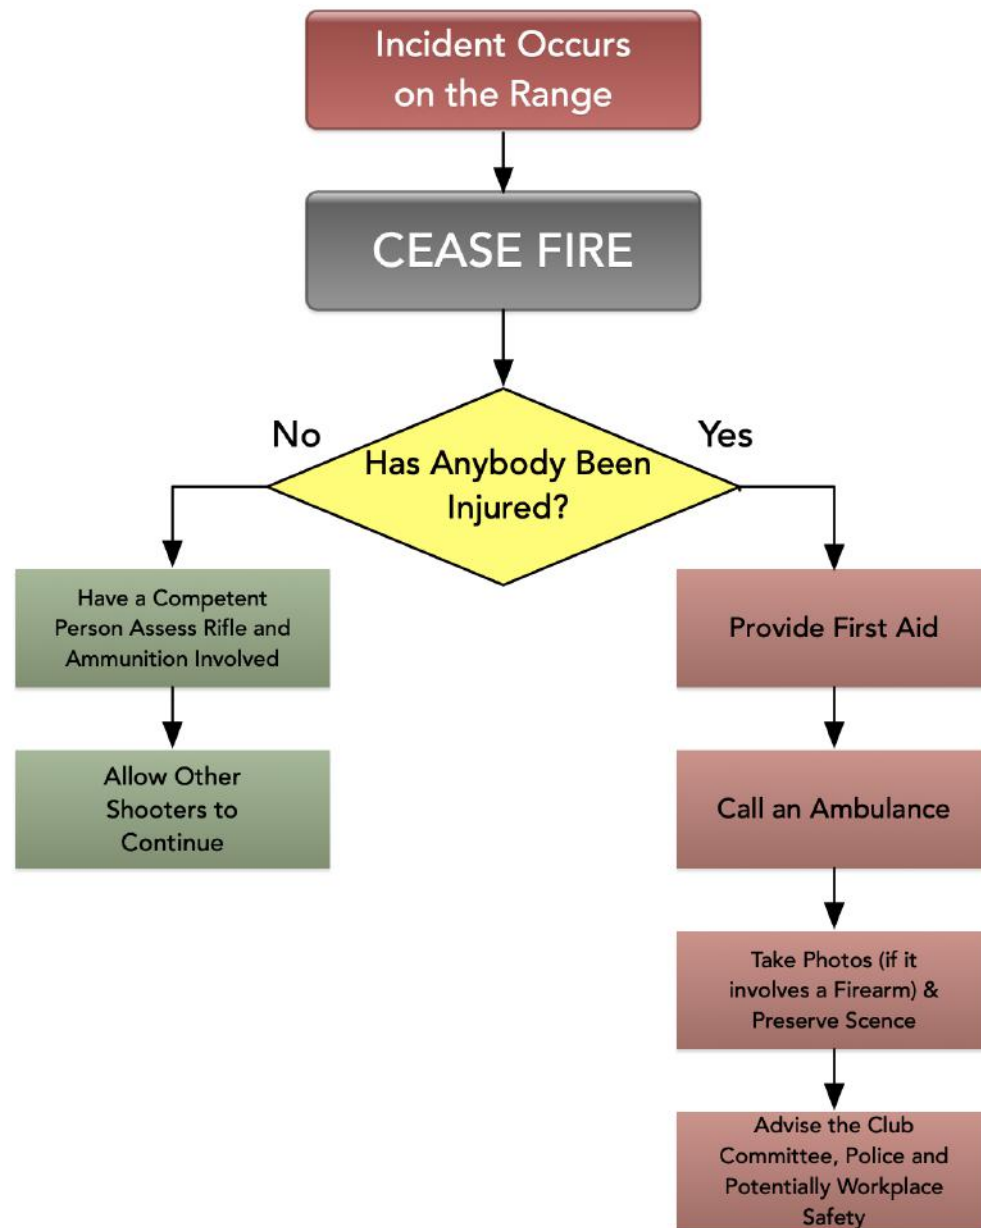 Incident Occurs
on the Range
CEASE FIRE
No
Yes
Has Anybody Been
Injured?
Have a Competent
Person Assess Rifle and
Ammunition Involved
Allow Other
Shooters to
Continue
Provide First Aid
Call an Ambulance
Take Photos (if it
involves a Firearm) &
Preserve Scence
Advise the Club
Committee, Police and
Potentially Workplace
Safety